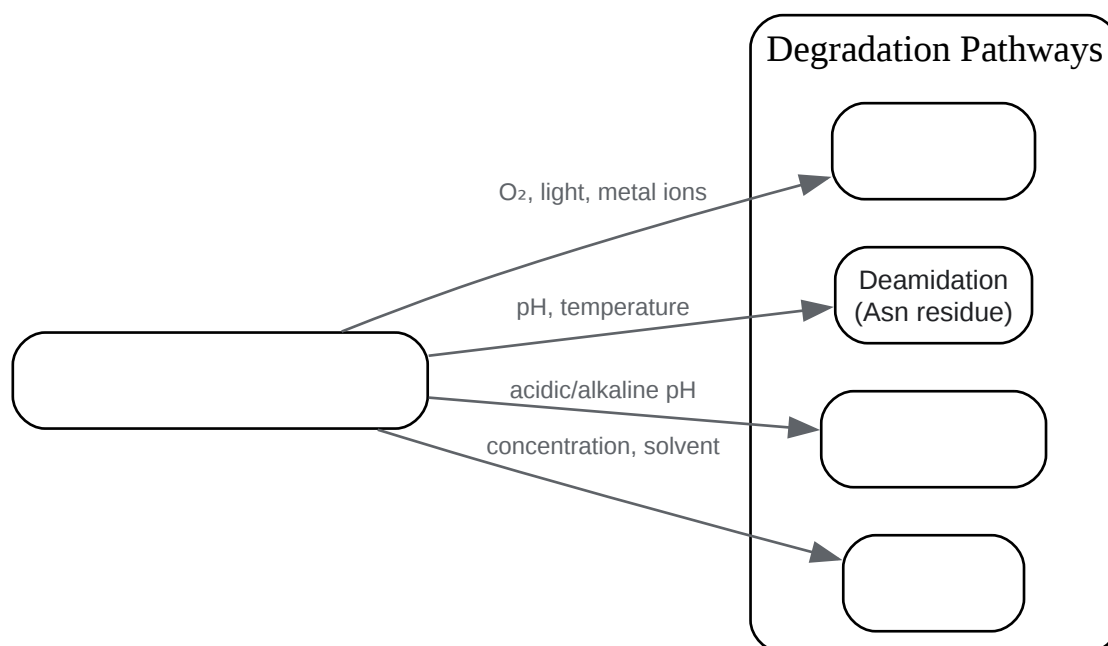 Degradation Pathways
O₂, light, metal ions
pH, temperature
Deamidation
(Asn residue)
acidic/alkaline pH
concentration, solvent